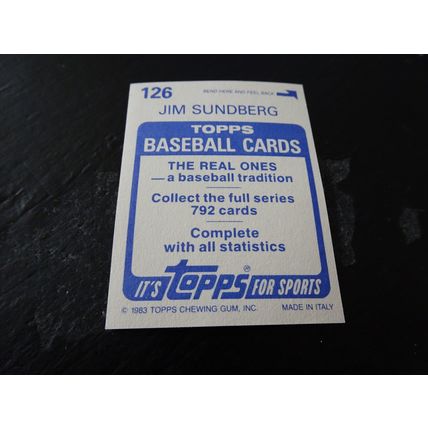 126 BEND HERE AND PEEL BACK
JIM SUNDBERG
TOPPS
BASEBALL CARDS
THE REAL ONES
—a baseball tradition
Collect the full series
792 cards
Complete
with all statistics
IT'S topps® FOR SPORTS
© 1983 TOPPS CHEWING GUM, INC. MADE IN ITALY